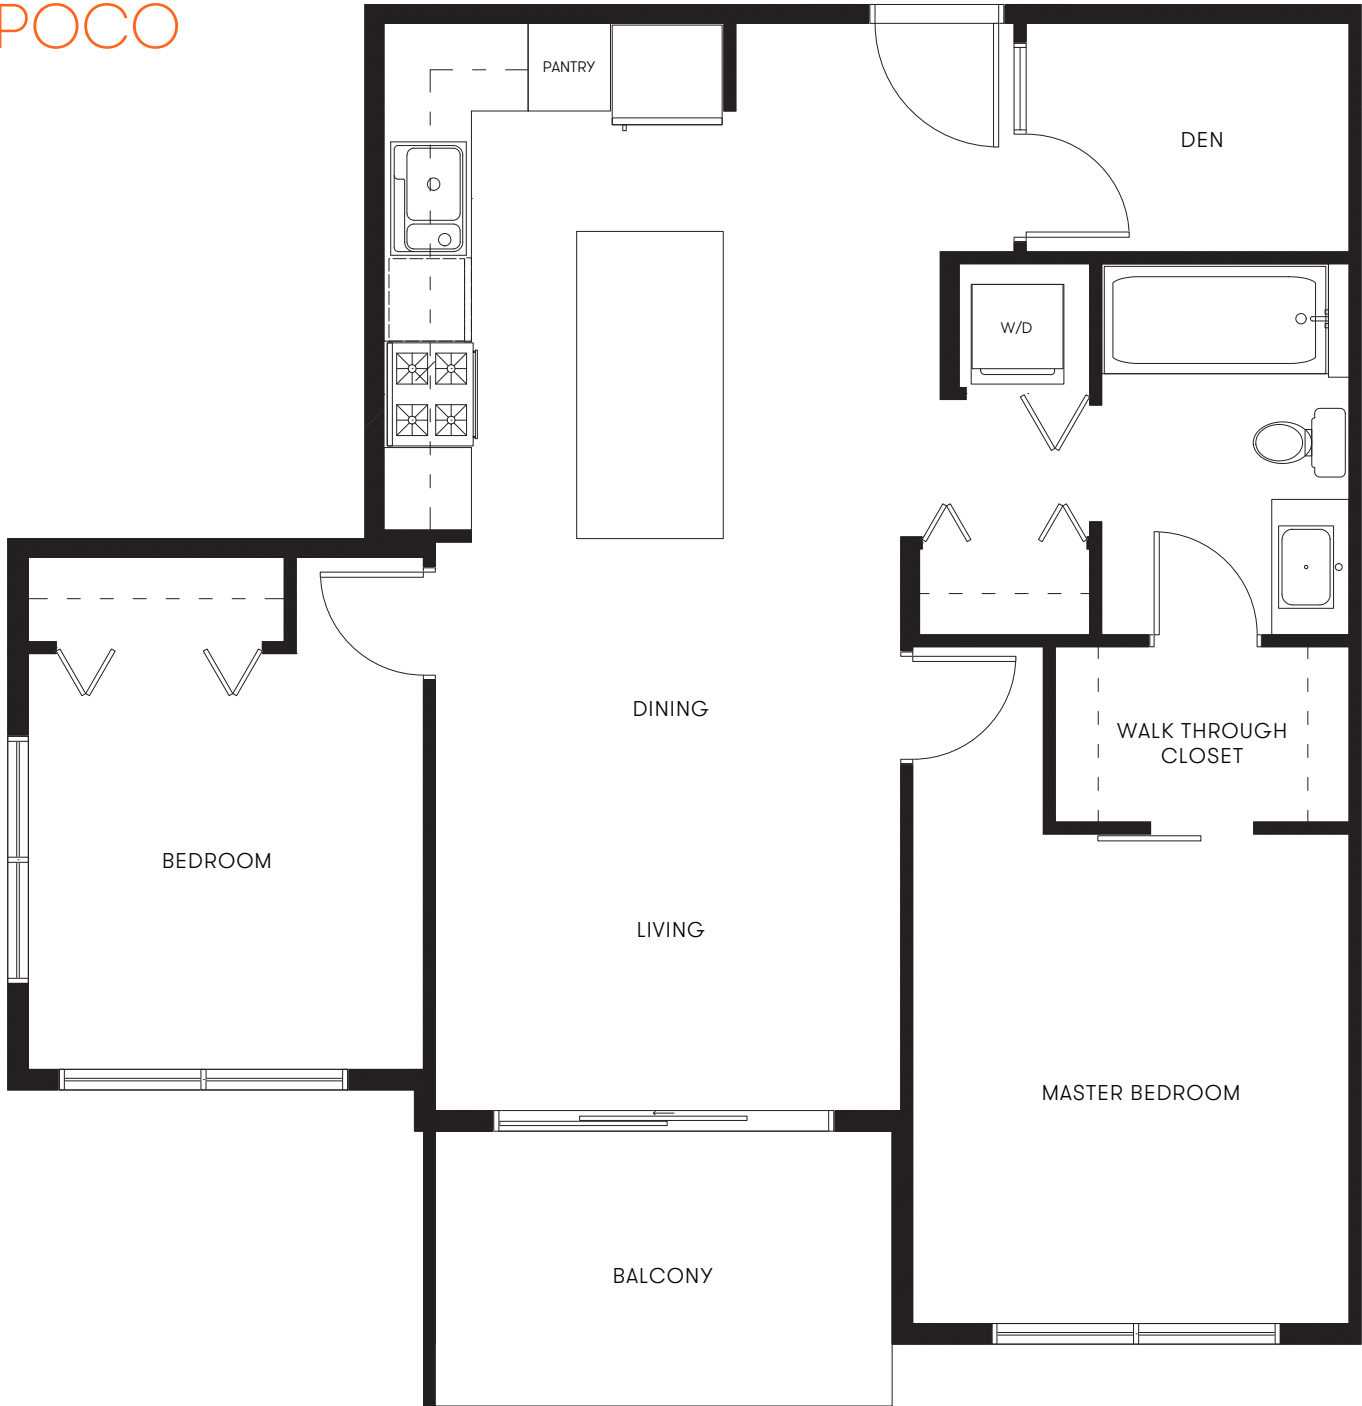 POCO
PANTRY
DEN
W/D
DINING
WALK THROUGH
CLOSET
BEDROOM
LIVING
MASTER BEDROOM
BALCONY